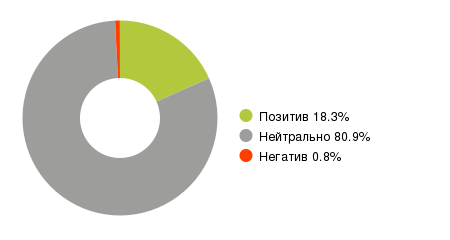 Позитив 18.3%
Нейтрально 80.9%
Негатив 0.8%